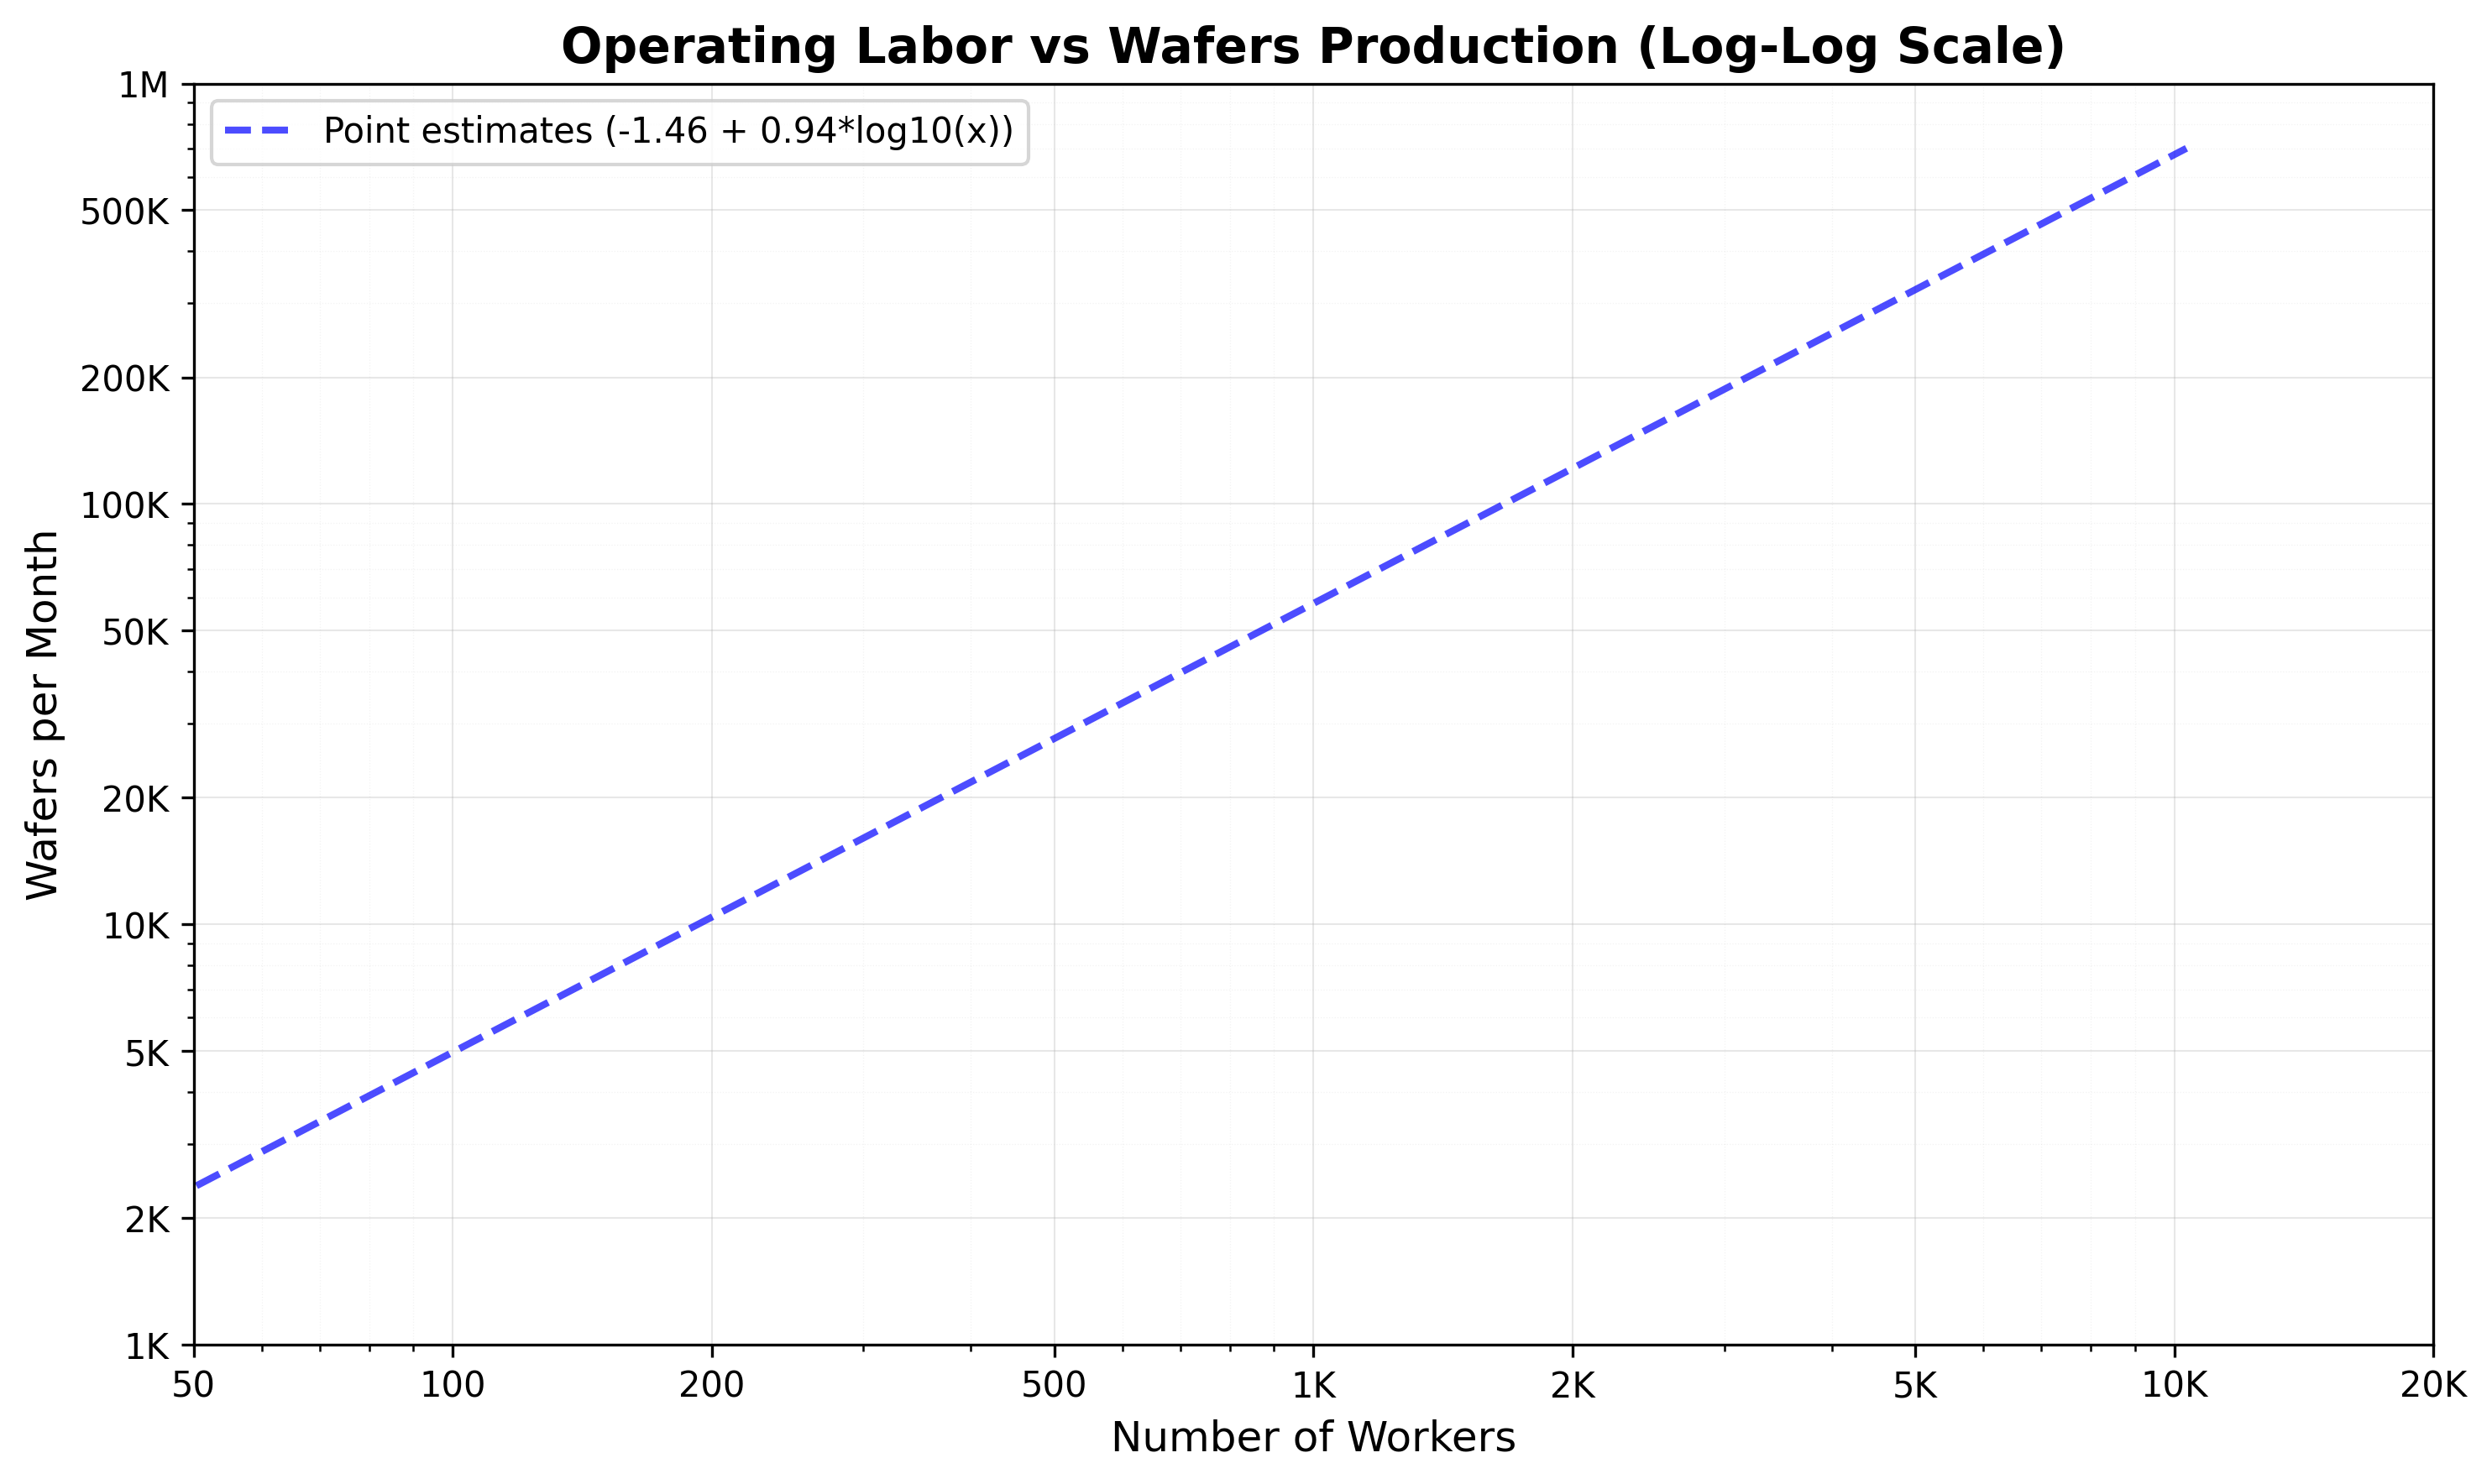 Operating Labor vs Wafers Production (Log-Log Scale)
Point estimates (-1.46 + 0.94*log10(x))
Wafers per Month
1M
500K
200K
100K
50K
20K
10K
5K
2K
1K
50 100 200 500 1K 2K 5K 10K 20K
Number of Workers